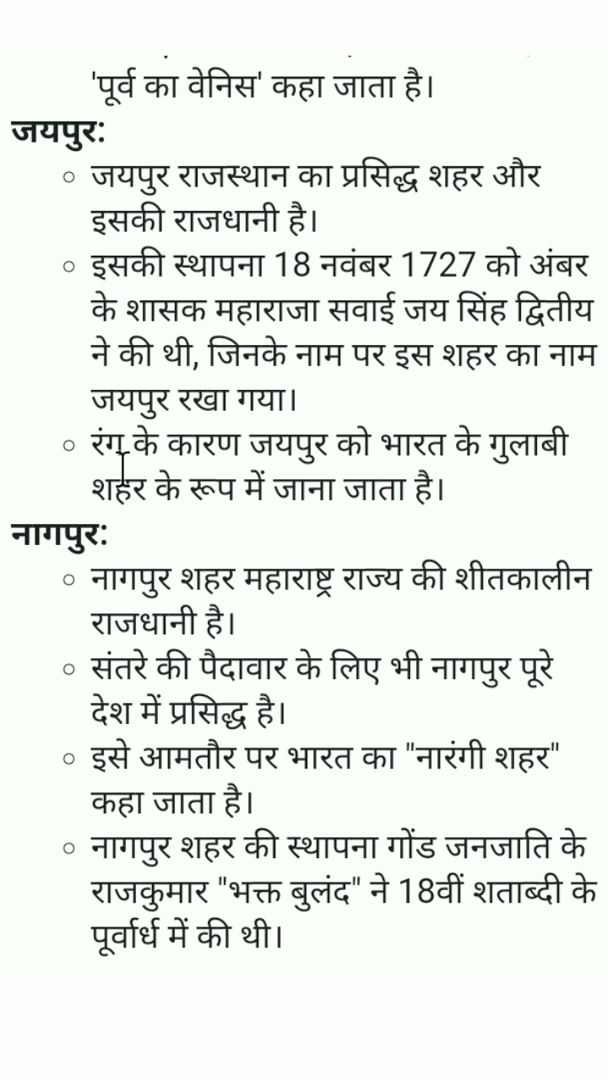 'पूर्व का वेनिस' कहा जाता है।
जयपुर:
जयपुर राजस्थान का प्रसिद्ध शहर और
इसकी राजधानी है।
इसकी स्थापना 18 नवंबर 1727 को अंबर
के शासक महाराजा सवाई जय सिंह द्वितीय
ने की थी, जिनके नाम पर इस शहर का नाम
जयपुर रखा गया।
रंग के कारण जयपुर को भारत के गुलाबी
शहर के रूप में जाना जाता है।
नागपुर:
नागपुर शहर महाराष्ट्र राज्य की शीतकालीन
राजधानी है।
संतरे की पैदावार के लिए भी नागपुर पूरे
देश में प्रसिद्ध है।
इसे आमतौर पर भारत का "नारंगी शहर"
कहा जाता है।
नागपुर शहर की स्थापना गोंड जनजाति के
राजकुमार "भक्त बुलंद" ने 18वीं शताब्दी के
पूर्वार्ध में की थी।